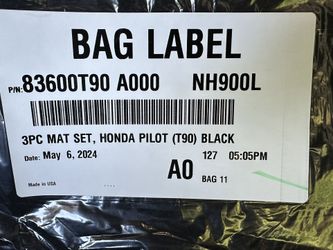 BAG LABEL
P/N: 83600T90 A000 NH900L
3PC MAT SET, HONDA PILOT (T90) BLACK
Date: May 6, 2024 127 05:05PM
A0 BAG 11
Made in USA